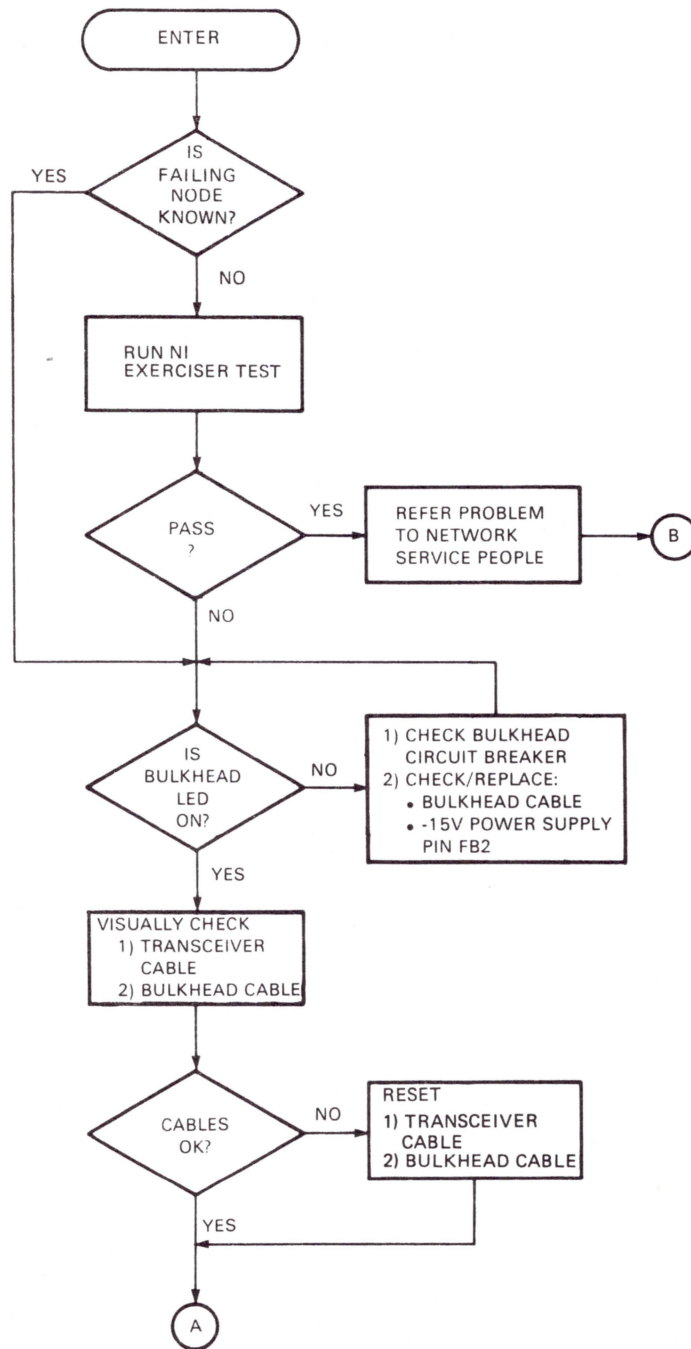 ENTER
IS
FAILING
NODE
KNOWN?
YES
NO
RUN NI
EXERCISER TEST
PASS
?
YES
REFER PROBLEM
TO NETWORK
SERVICE PEOPLE
B
NO
IS
BULKHEAD
LED
ON?
NO
1) CHECK BULKHEAD
CIRCUIT BREAKER
2) CHECK/REPLACE:
• BULKHEAD CABLE
• -15V POWER SUPPLY
PIN FB2
YES
VISUALLY CHECK
1) TRANSCEIVER
CABLE
2) BULKHEAD CABLE
CABLES
OK?
NO
RESET
1) TRANSCEIVER
CABLE
2) BULKHEAD CABLE
YES
A